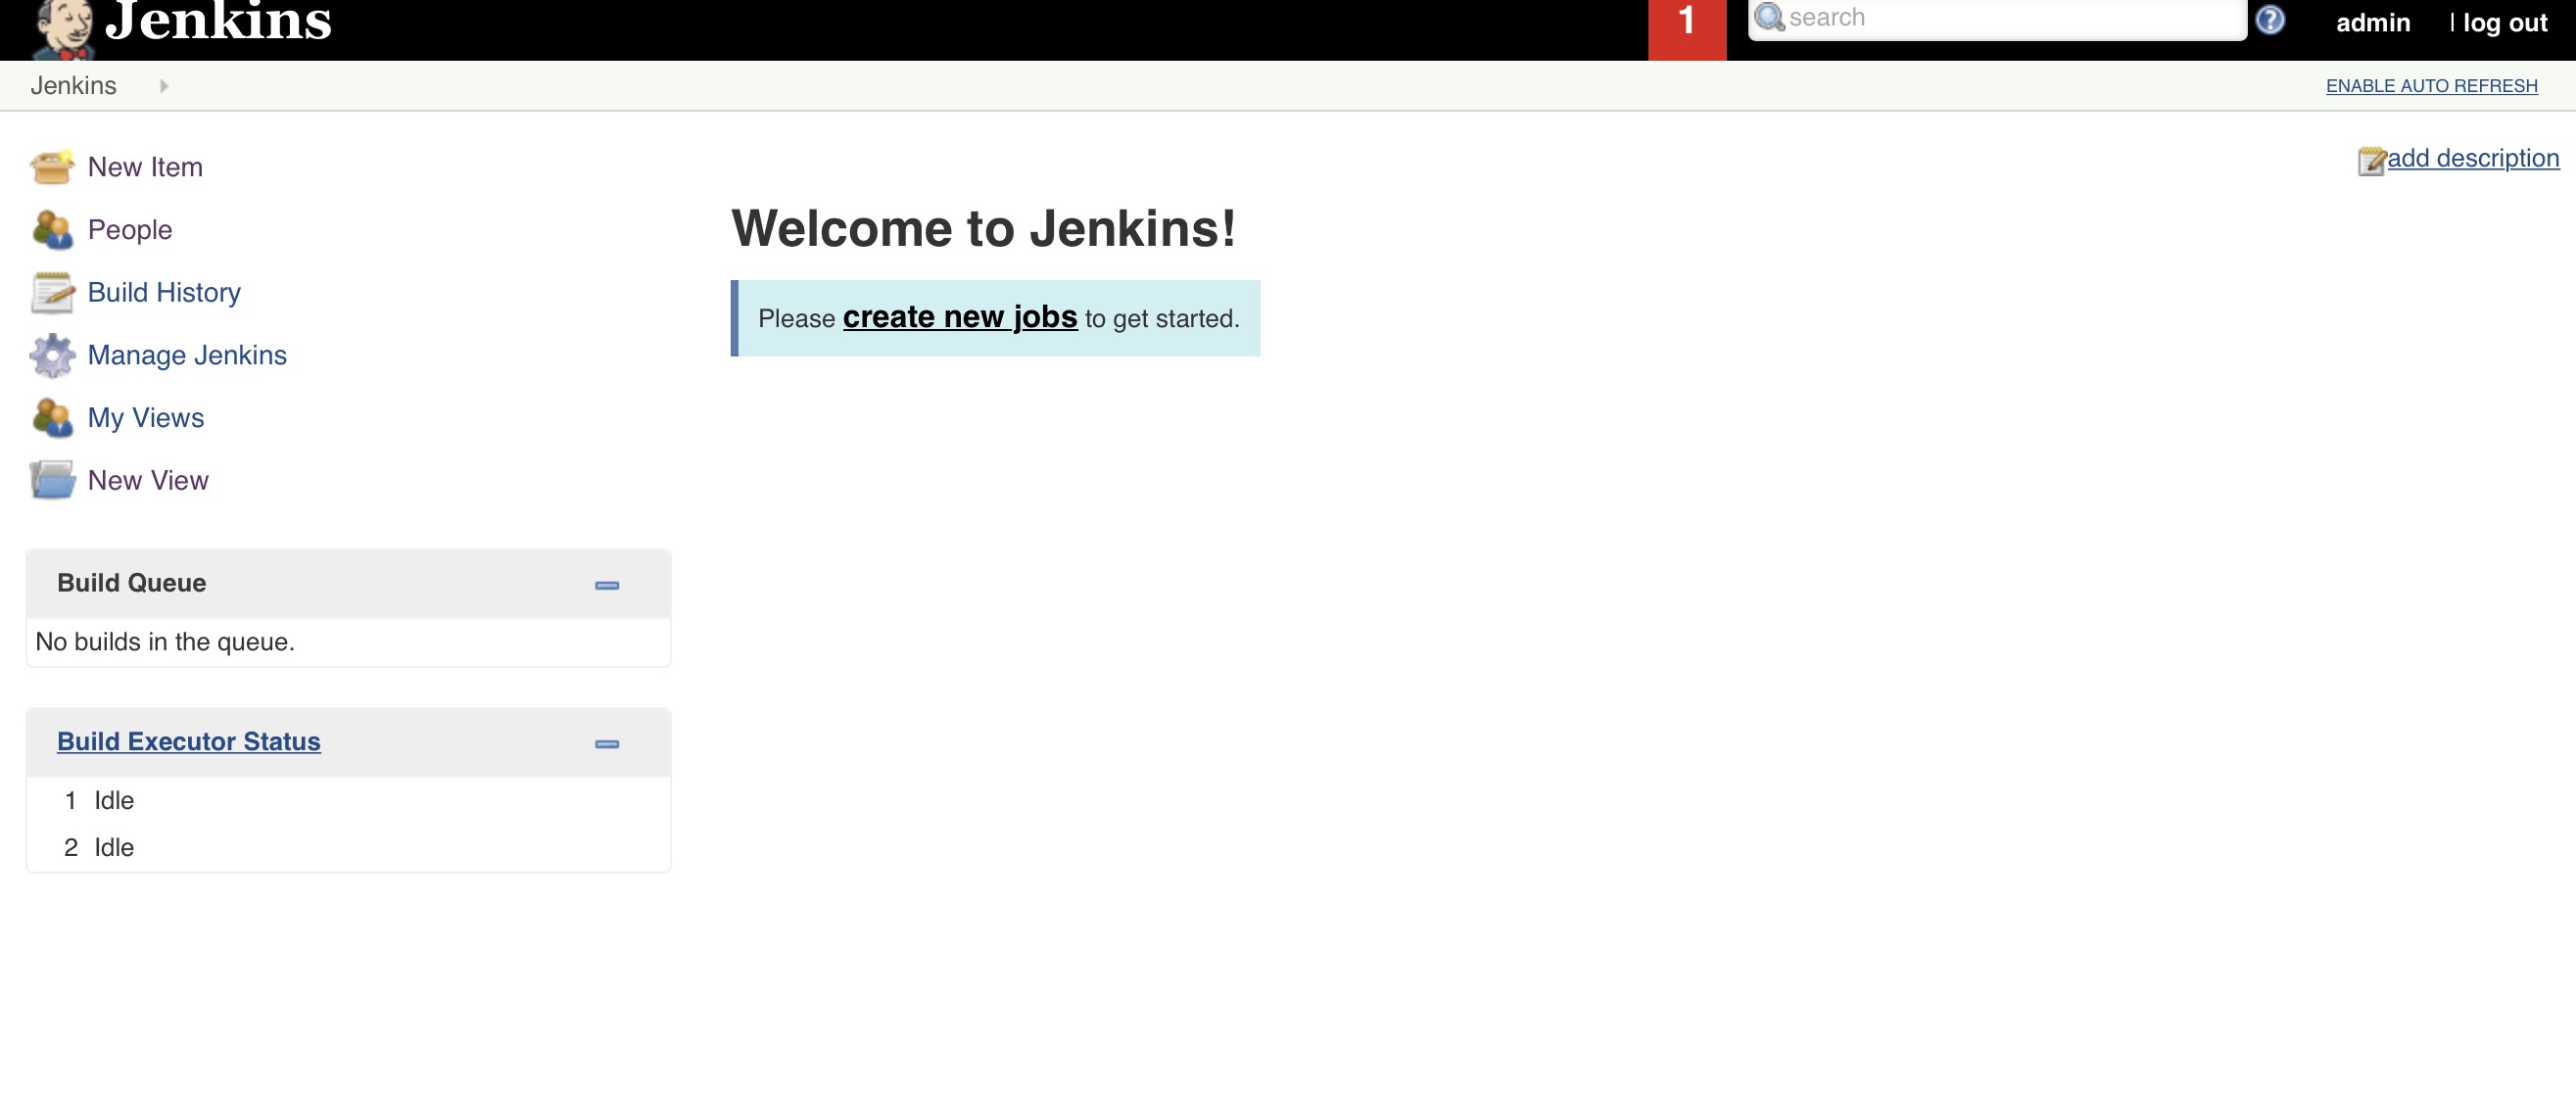 Jenkins
1
search
admin | log out
Jenkins
ENABLE AUTO REFRESH
New Item
People
Build History
Manage Jenkins
My Views
New View
add description
Welcome to Jenkins!
Please create new jobs to get started.
Build Queue
No builds in the queue.
Build Executor Status
1 Idle
2 Idle